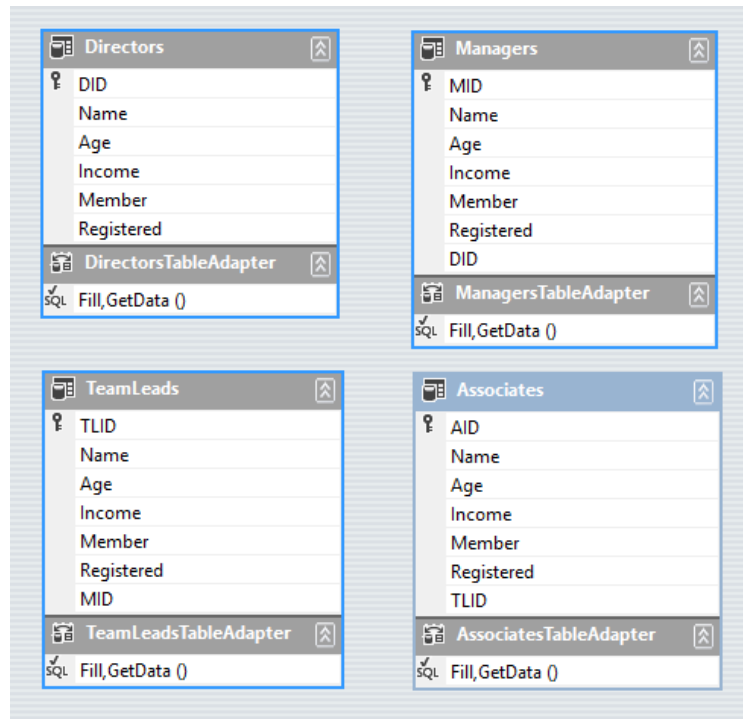 Directors
DID
Name
Age
Income
Member
Registered
DirectorsTableAdapter
SQL Fill,GetData ()
Managers
MID
Name
Age
Income
Member
Registered
DID
ManagersTableAdapter
SQL Fill,GetData ()
TeamLeads
TLID
Name
Age
Income
Member
Registered
MID
TeamLeadsTableAdapter
SQL Fill,GetData ()
Associates
AID
Name
Age
Income
Member
Registered
TLID
AssociatesTableAdapter
SQL Fill,GetData ()